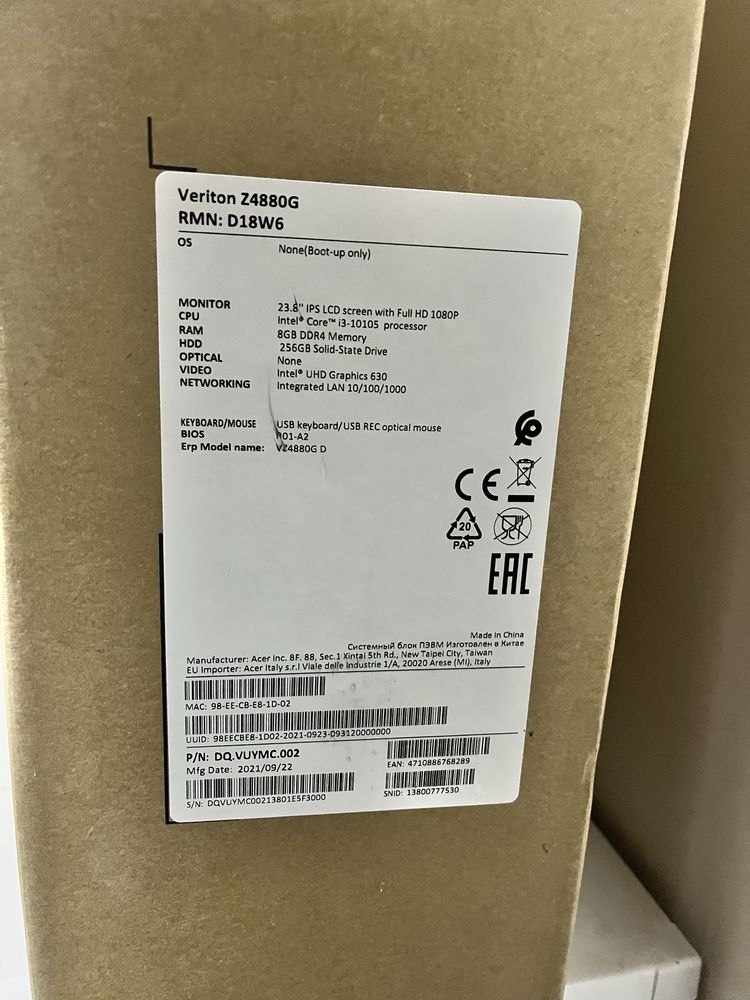 Veriton Z4880G
RMN: D18W6
OS None(Boot-up only)
MONITOR 23.8" IPS LCD screen with Full HD 1080P
CPU Intel® Core™ i3-10105 processor
RAM 8GB DDR4 Memory
HDD 256GB Solid-State Drive
OPTICAL None
VIDEO Intel® UHD Graphics 630
NETWORKING Integrated LAN 10/100/1000
KEYBOARD/MOUSE USB keyboard/USB REC optical mouse
BIOS R01-A2
Erp Model name: VZ4880G D
CE
20
PAP
EAC
Made in China
Системный блок ПЭВМ Изготовлен в Китае
Manufacturer: Acer Inc. 8F. 88, Sec.1 Xintai 5th Rd., New Taipei City, Taiwan
EU Importer: Acer Italy s.r.l Viale delle Industrie 1/A, 20020 Arese (MI), Italy
MAC: 98-EE-CB-E8-1D-02
UUID: 98EECBE8-1D02-2021-0923-093120000000
P/N: DQ.VUYMC.002
Mfg Date: 2021/09/22
EAN: 4710886768289
S/N: DQVUYMC00213801E5F3000
SNID: 13800777530